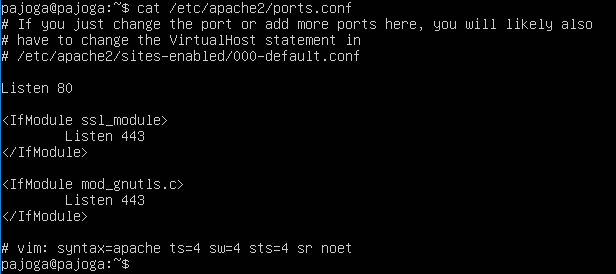 pajoga@pajoga:~$ cat /etc/apache2/ports.conf
# If you just change the port or add more ports here, you will likely also
# have to change the VirtualHost statement in
# /etc/apache2/sites-enabled/000-default.conf
Listen 80
<IfModule ssl_module>
        Listen 443
</IfModule>
<IfModule mod_gnutls.c>
        Listen 443
</IfModule>
# vim: syntax=apache ts=4 sw=4 sts=4 sr noet
pajoga@pajoga:~$